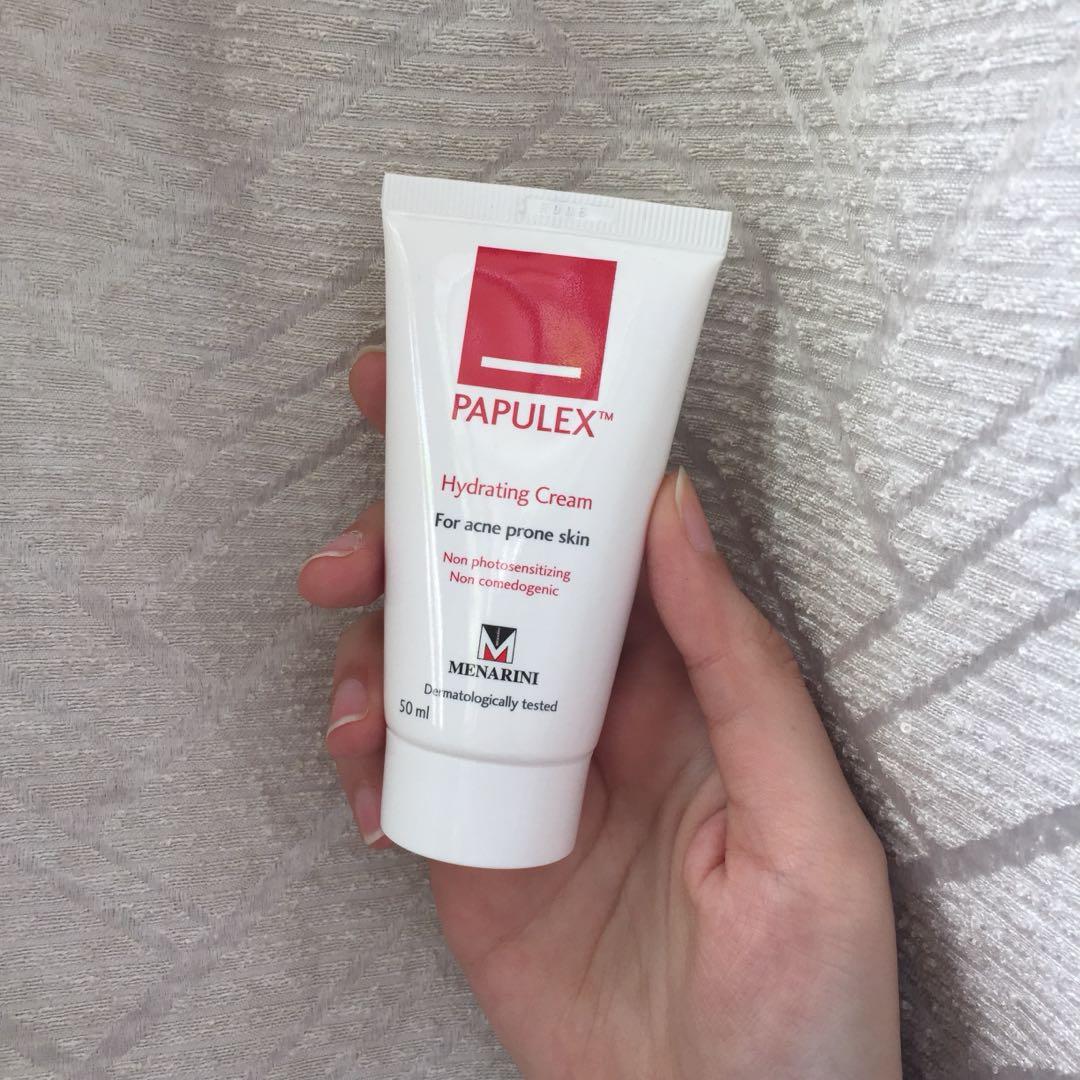 PAPULEX™
Hydrating Cream
For acne prone skin
Non photosensitizing
Non comedogenic
MENARINI
Dermatologically tested
50 ml